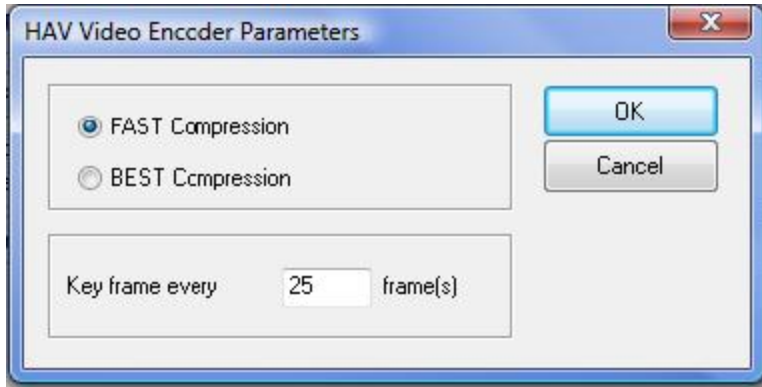 HAV Video Enccder Parameters
FAST Compression
BEST Ccmpression
OK
Cancel
Key frame every 25 frame(s)